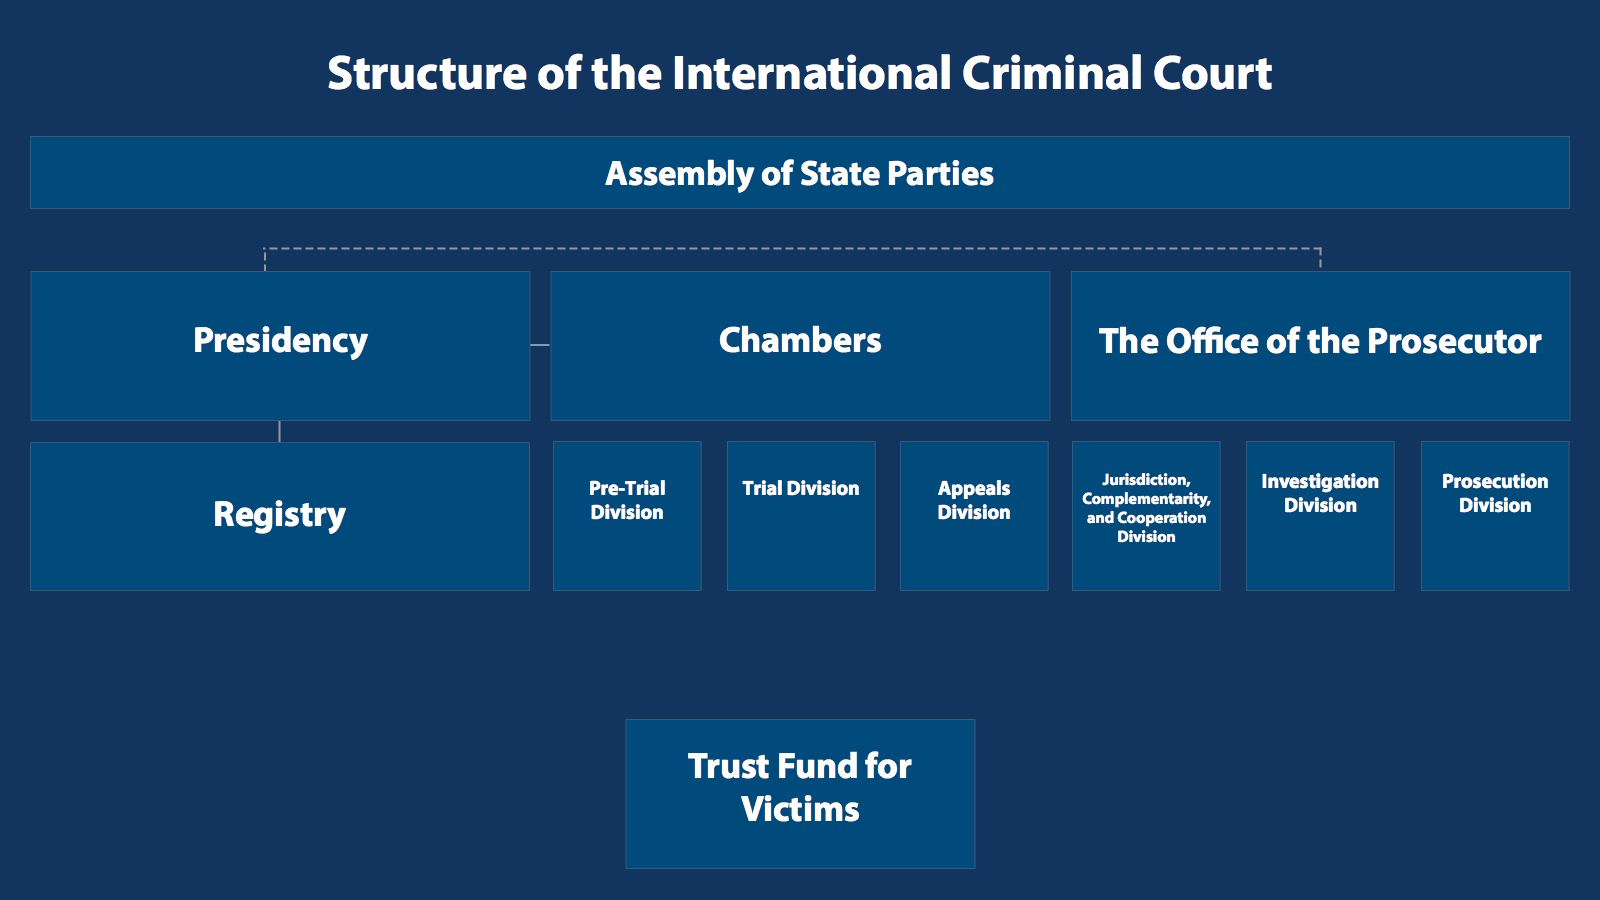 Structure of the International Criminal Court
Assembly of State Parties
Presidency
Chambers
The Office of the Prosecutor
Registry
Pre-Trial
Division
Trial Division
Appeals
Division
Jurisdiction,
Complementarity,
and Cooperation
Division
Investigation
Division
Prosecution
Division
Trust Fund for
Victims